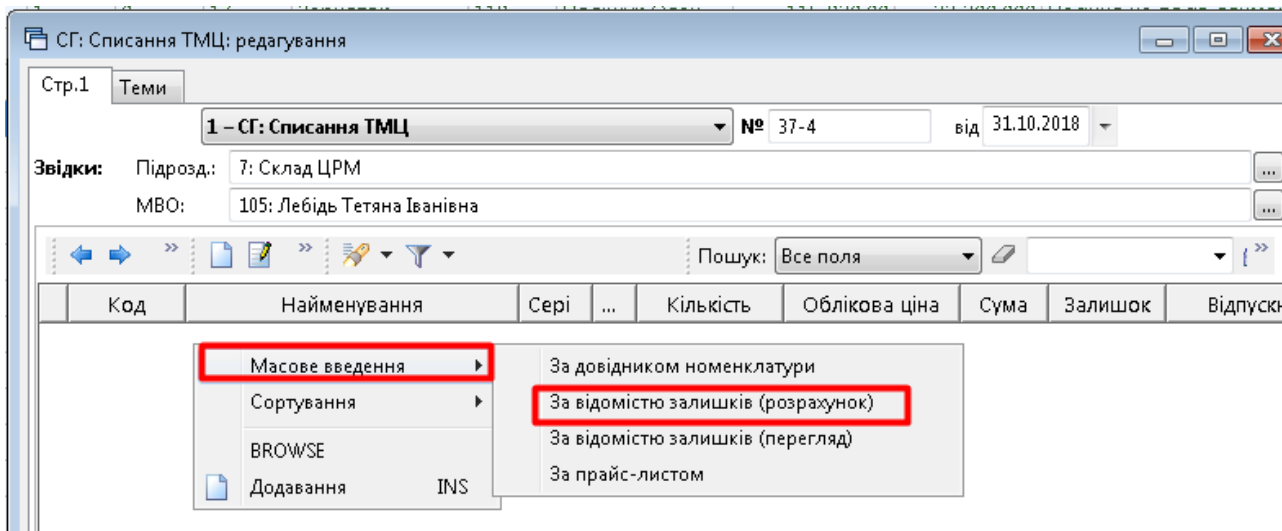 СГ: Списання ТМЦ: редагування
Стр.1 Теми
1 – СГ: Списання ТМЦ № 37-4 від 31.10.2018
Звідки: Підрозд.: 7: Склад ЦРМ ...
МВО: 105: Лебідь Тетяна Іванівна ...
» » Пошук: Все поля »
Код Найменування Сері ... Кількість Облікова ціна Сума Залишок Відпускн
Масове введення За довідником номенклатури
Сортування За відомістю залишків (розрахунок)
BROWSE За відомістю залишків (перегляд)
Додавання INS За прайс-листом